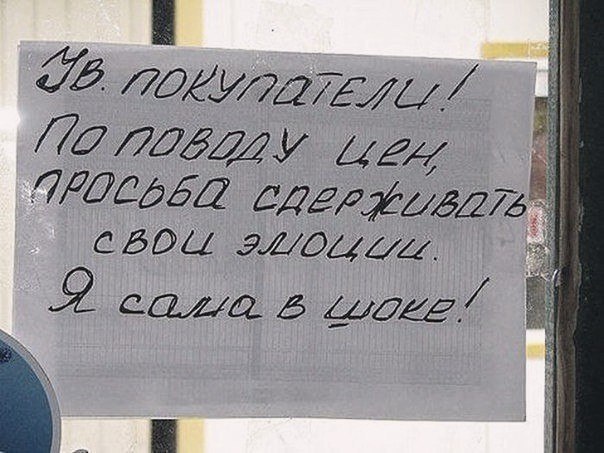 Ув. покупатели!
По поводу цен,
просьба сдерживать
свои эмоции.
Я сама в шоке!